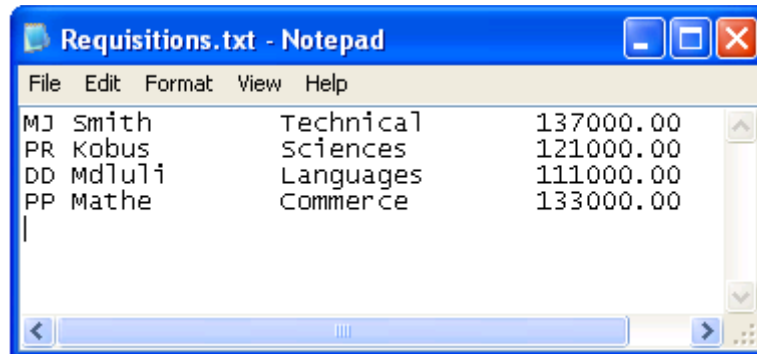 Requisitions.txt - Notepad
File Edit Format View Help
MJ Smith Technical 137000.00
PR Kobus Sciences 121000.00
DD Mdluli Languages 111000.00
PP Mathe Commerce 133000.00